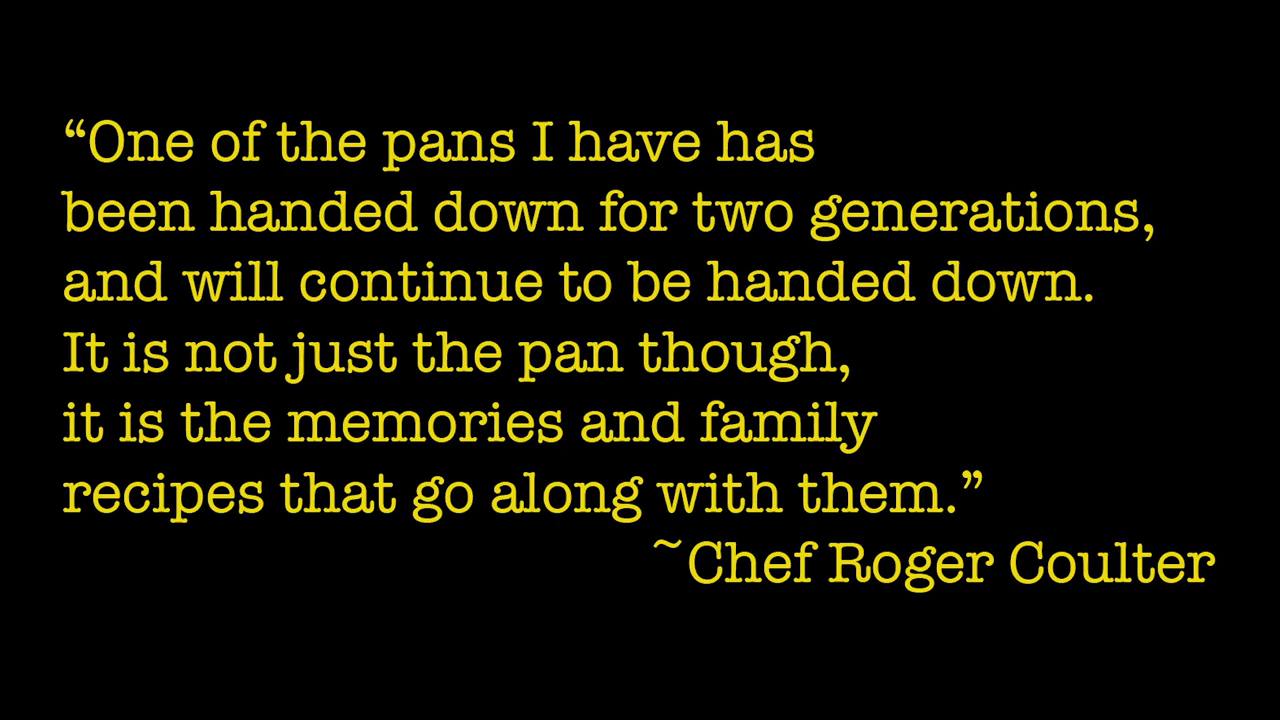 “One of the pans I have has
been handed down for two generations,
and will continue to be handed down.
It is not just the pan though,
it is the memories and family
recipes that go along with them.”
~Chef Roger Coulter